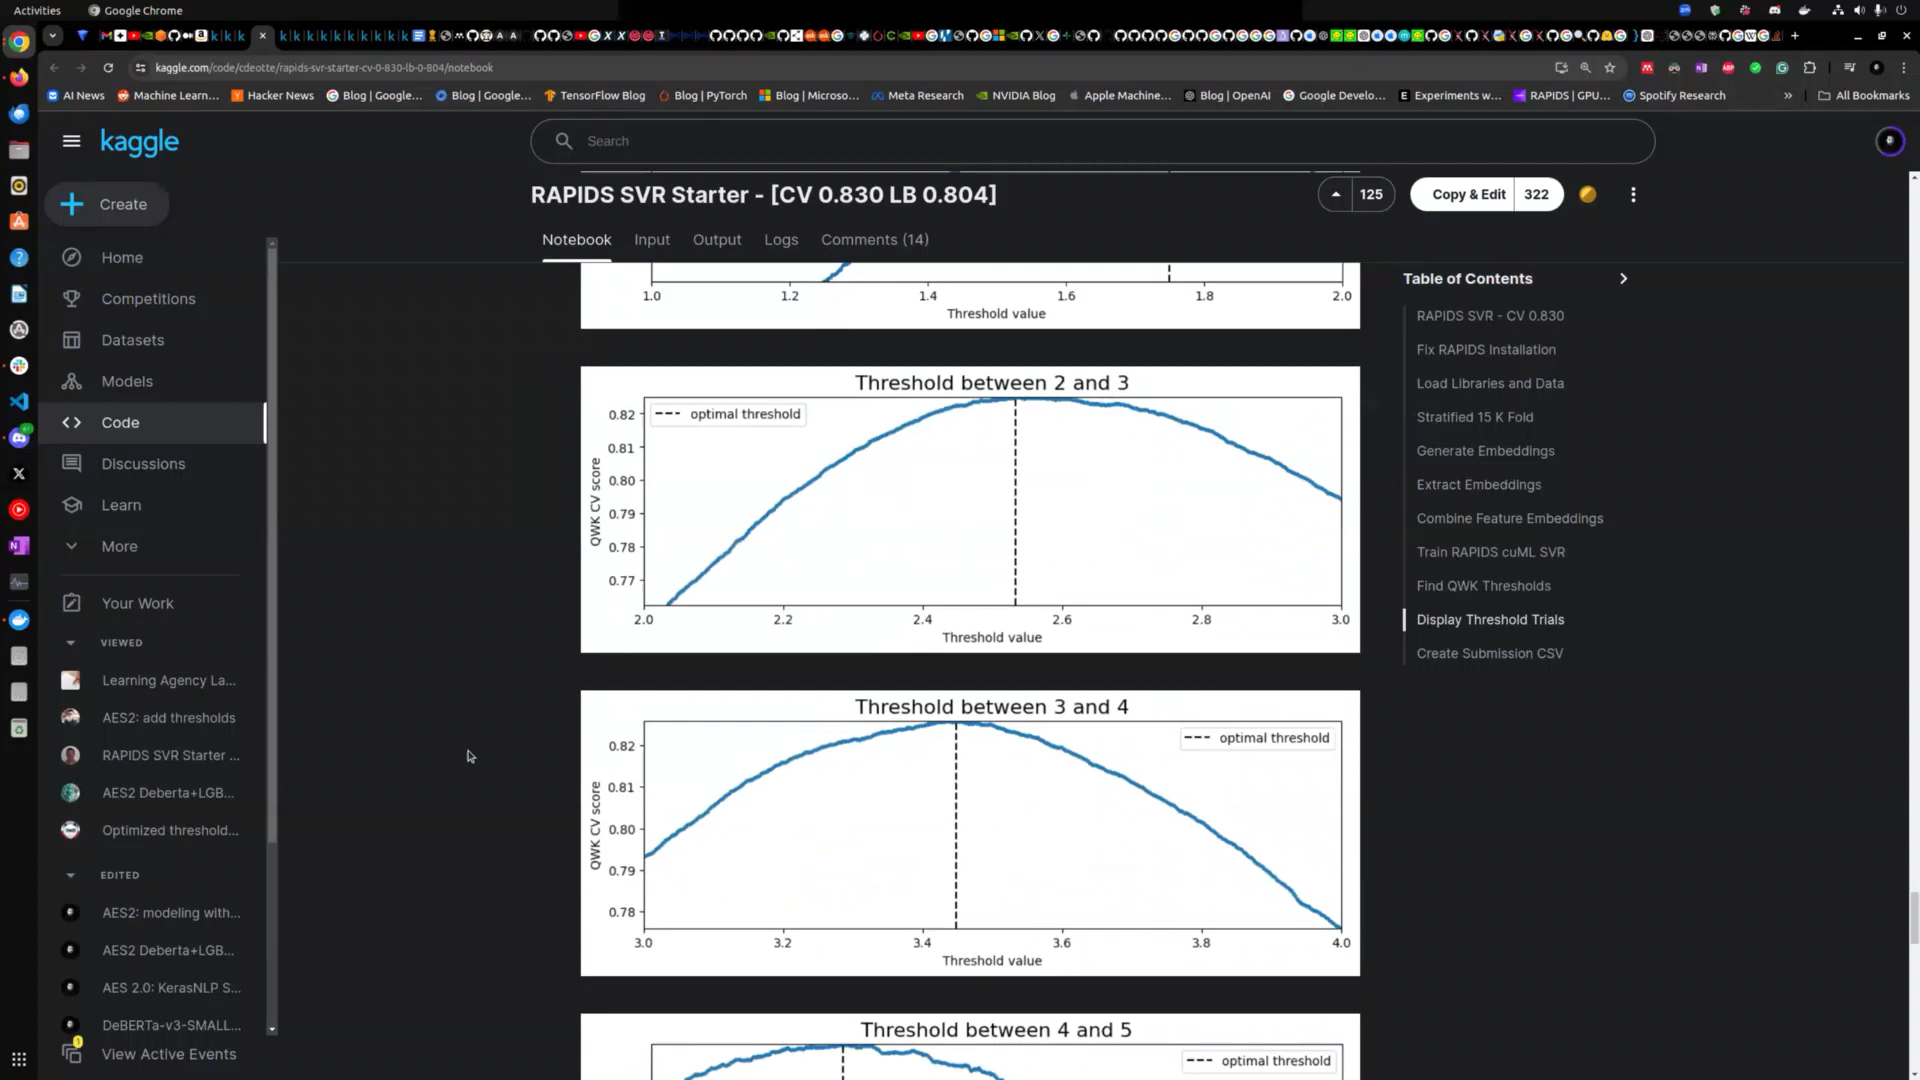 Activities
Google Chrome
kaggle.com/code/cdeotte/rapids-svr-starter-cv-0-830-lb-0-804/notebook
AI News
Machine Learn...
Hacker News
Blog | Google...
Blog | Google...
TensorFlow Blog
Blog | PyTorch
Blog | Microso...
Meta Research
NVIDIA Blog
Apple Machine...
Blog | OpenAI
Google Develo...
Experiments w...
RAPIDS | GPU...
Spotify Research
»
All Bookmarks
kaggle
Search
Create
Home
Competitions
Datasets
Models
Code
Discussions
Learn
More
Your Work
VIEWED
Learning Agency La...
AES2: add thresholds
RAPIDS SVR Starter ...
AES2 Deberta+LGB...
Optimized threshold...
EDITED
AES2: modeling with...
AES2 Deberta+LGB...
AES 2.0: KerasNLP S...
DeBERTa-v3-SMALL...
1
View Active Events
RAPIDS SVR Starter - [CV 0.830 LB 0.804]
125
Copy & Edit
322
Notebook
Input
Output
Logs
Comments (14)
1.0 1.2 1.4 1.6 1.8 2.0
Threshold value
Threshold between 2 and 3
optimal threshold
QWK CV score
0.82
0.81
0.80
0.79
0.78
0.77
2.0 2.2 2.4 2.6 2.8 3.0
Threshold value
Threshold between 3 and 4
optimal threshold
QWK CV score
0.82
0.81
0.80
0.79
0.78
3.0 3.2 3.4 3.6 3.8 4.0
Threshold value
Threshold between 4 and 5
optimal threshold
Table of Contents
RAPIDS SVR - CV 0.830
Fix RAPIDS Installation
Load Libraries and Data
Stratified 15 K Fold
Generate Embeddings
Extract Embeddings
Combine Feature Embeddings
Train RAPIDS cuML SVR
Find QWK Thresholds
Display Threshold Trials
Create Submission CSV